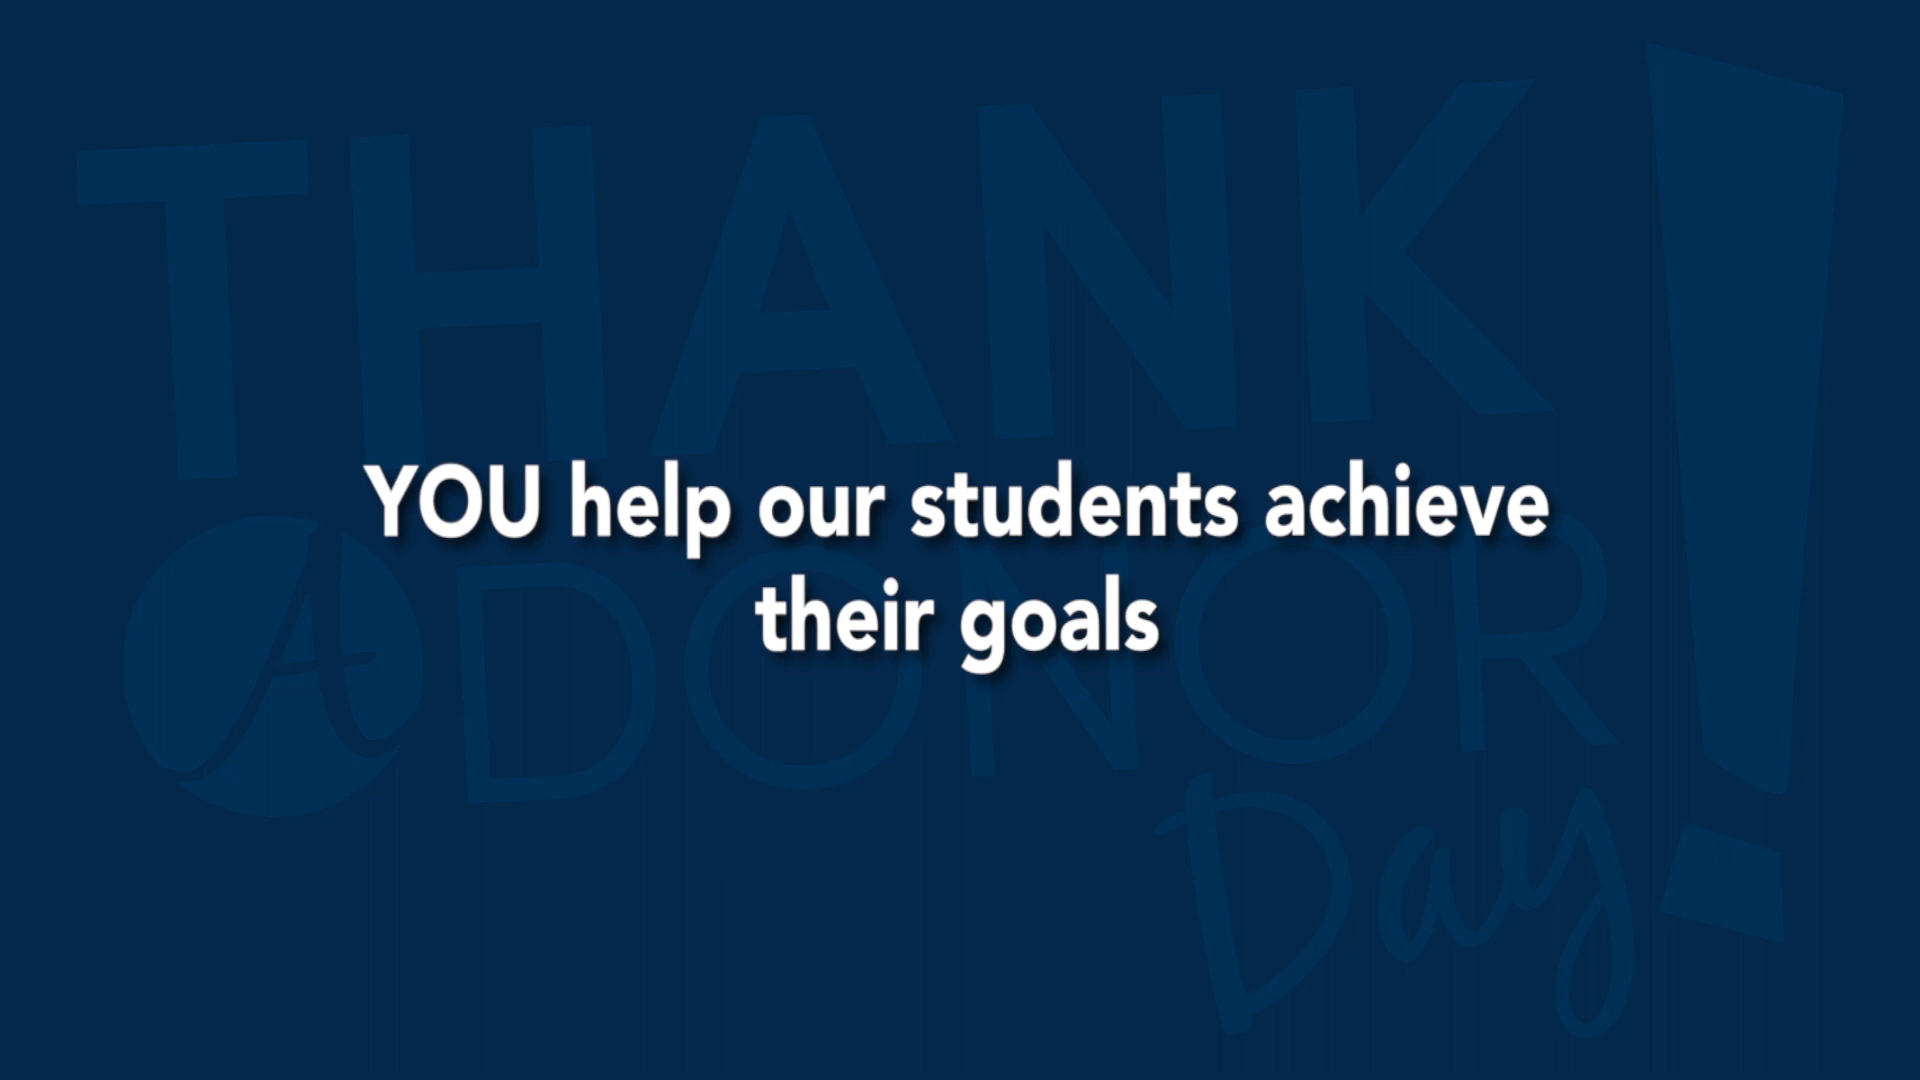 THANK
YOU help our students achieve
their goals
A DONOR
Day!